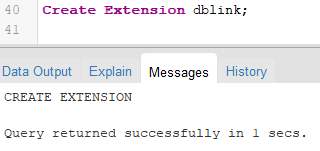 40 Create Extension dblink;
41
Data Output Explain Messages History
CREATE EXTENSION
Query returned successfully in 1 secs.